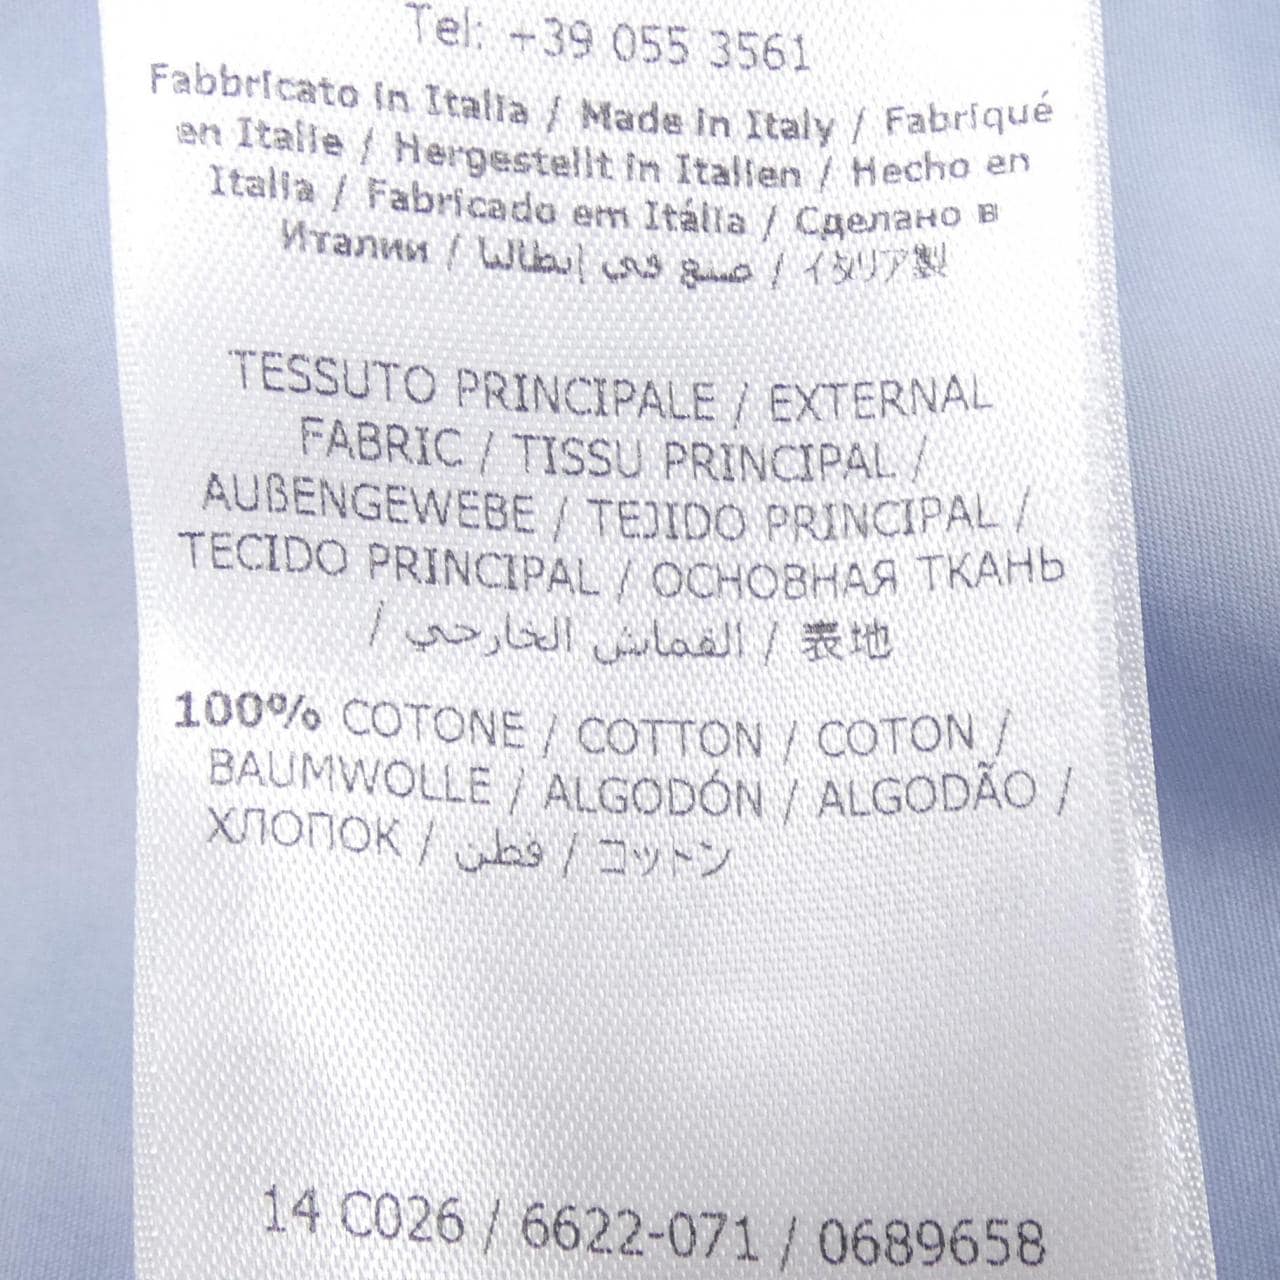 Tel: +39 055 3561
Fabbricato in Italia / Made in Italy / Fabriqué
en Italie / Hergestellt in Italien / Hecho en
Italia / Fabricado em Itália / Сделано в
Италии / صنع في إيطاليا / イタリア製
TESSUTO PRINCIPALE / EXTERNAL
FABRIC / TISSU PRINCIPAL /
AUßENGEWEBE / TEJIDO PRINCIPAL /
TECIDO PRINCIPAL / ОСНОВНАЯ ТКАНЬ
/ القماش الخارجي / 表地
100% COTONE / COTTON / COTON /
BAUMWOLLE / ALGODÓN / ALGODÃO /
ХЛОПОК / قطن / コットン
14 C026 / 6622-071 / 0689658